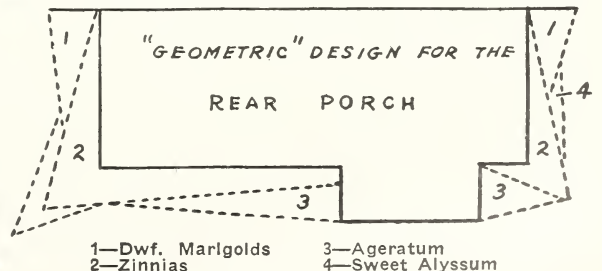 1 "GEOMETRIC" DESIGN FOR THE 1
REAR PORCH 4
2 2
3 3
1—Dwf. Marigolds 3—Ageratum
2—Zinnias 4—Sweet Alyssum